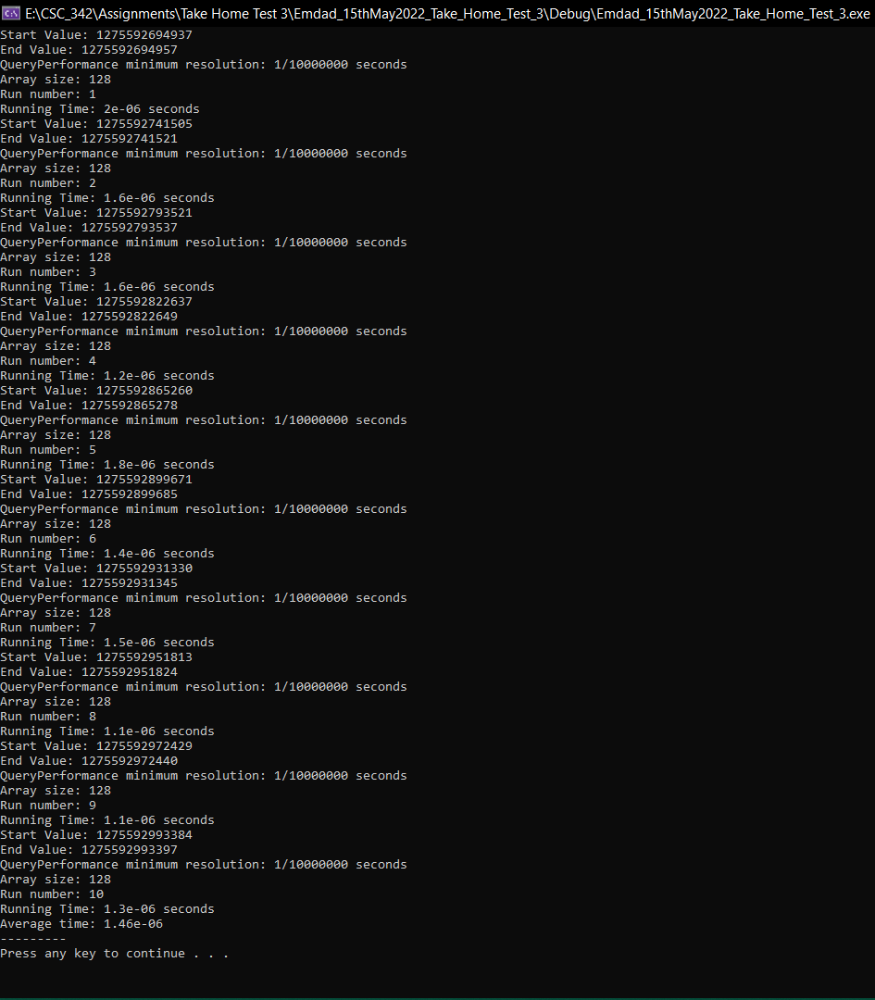 E:\CSC_342\Assignments\Take Home Test 3\Emdad_15thMay2022_Take_Home_Test_3\Debug\Emdad_15thMay2022_Take_Home_Test_3.exe
Start Value: 1275592694937
End Value: 1275592694957
QueryPerformance minimum resolution: 1/10000000 seconds
Array size: 128
Run number: 1
Running Time: 2e-06 seconds
Start Value: 1275592741505
End Value: 1275592741521
QueryPerformance minimum resolution: 1/10000000 seconds
Array size: 128
Run number: 2
Running Time: 1.6e-06 seconds
Start Value: 1275592793521
End Value: 1275592793537
QueryPerformance minimum resolution: 1/10000000 seconds
Array size: 128
Run number: 3
Running Time: 1.6e-06 seconds
Start Value: 1275592822637
End Value: 1275592822649
QueryPerformance minimum resolution: 1/10000000 seconds
Array size: 128
Run number: 4
Running Time: 1.2e-06 seconds
Start Value: 1275592865260
End Value: 1275592865278
QueryPerformance minimum resolution: 1/10000000 seconds
Array size: 128
Run number: 5
Running Time: 1.8e-06 seconds
Start Value: 1275592899671
End Value: 1275592899685
QueryPerformance minimum resolution: 1/10000000 seconds
Array size: 128
Run number: 6
Running Time: 1.4e-06 seconds
Start Value: 1275592931330
End Value: 1275592931345
QueryPerformance minimum resolution: 1/10000000 seconds
Array size: 128
Run number: 7
Running Time: 1.5e-06 seconds
Start Value: 1275592951813
End Value: 1275592951824
QueryPerformance minimum resolution: 1/10000000 seconds
Array size: 128
Run number: 8
Running Time: 1.1e-06 seconds
Start Value: 1275592972429
End Value: 1275592972440
QueryPerformance minimum resolution: 1/10000000 seconds
Array size: 128
Run number: 9
Running Time: 1.1e-06 seconds
Start Value: 1275592993384
End Value: 1275592993397
QueryPerformance minimum resolution: 1/10000000 seconds
Array size: 128
Run number: 10
Running Time: 1.3e-06 seconds
Average time: 1.46e-06
---------
Press any key to continue . . .